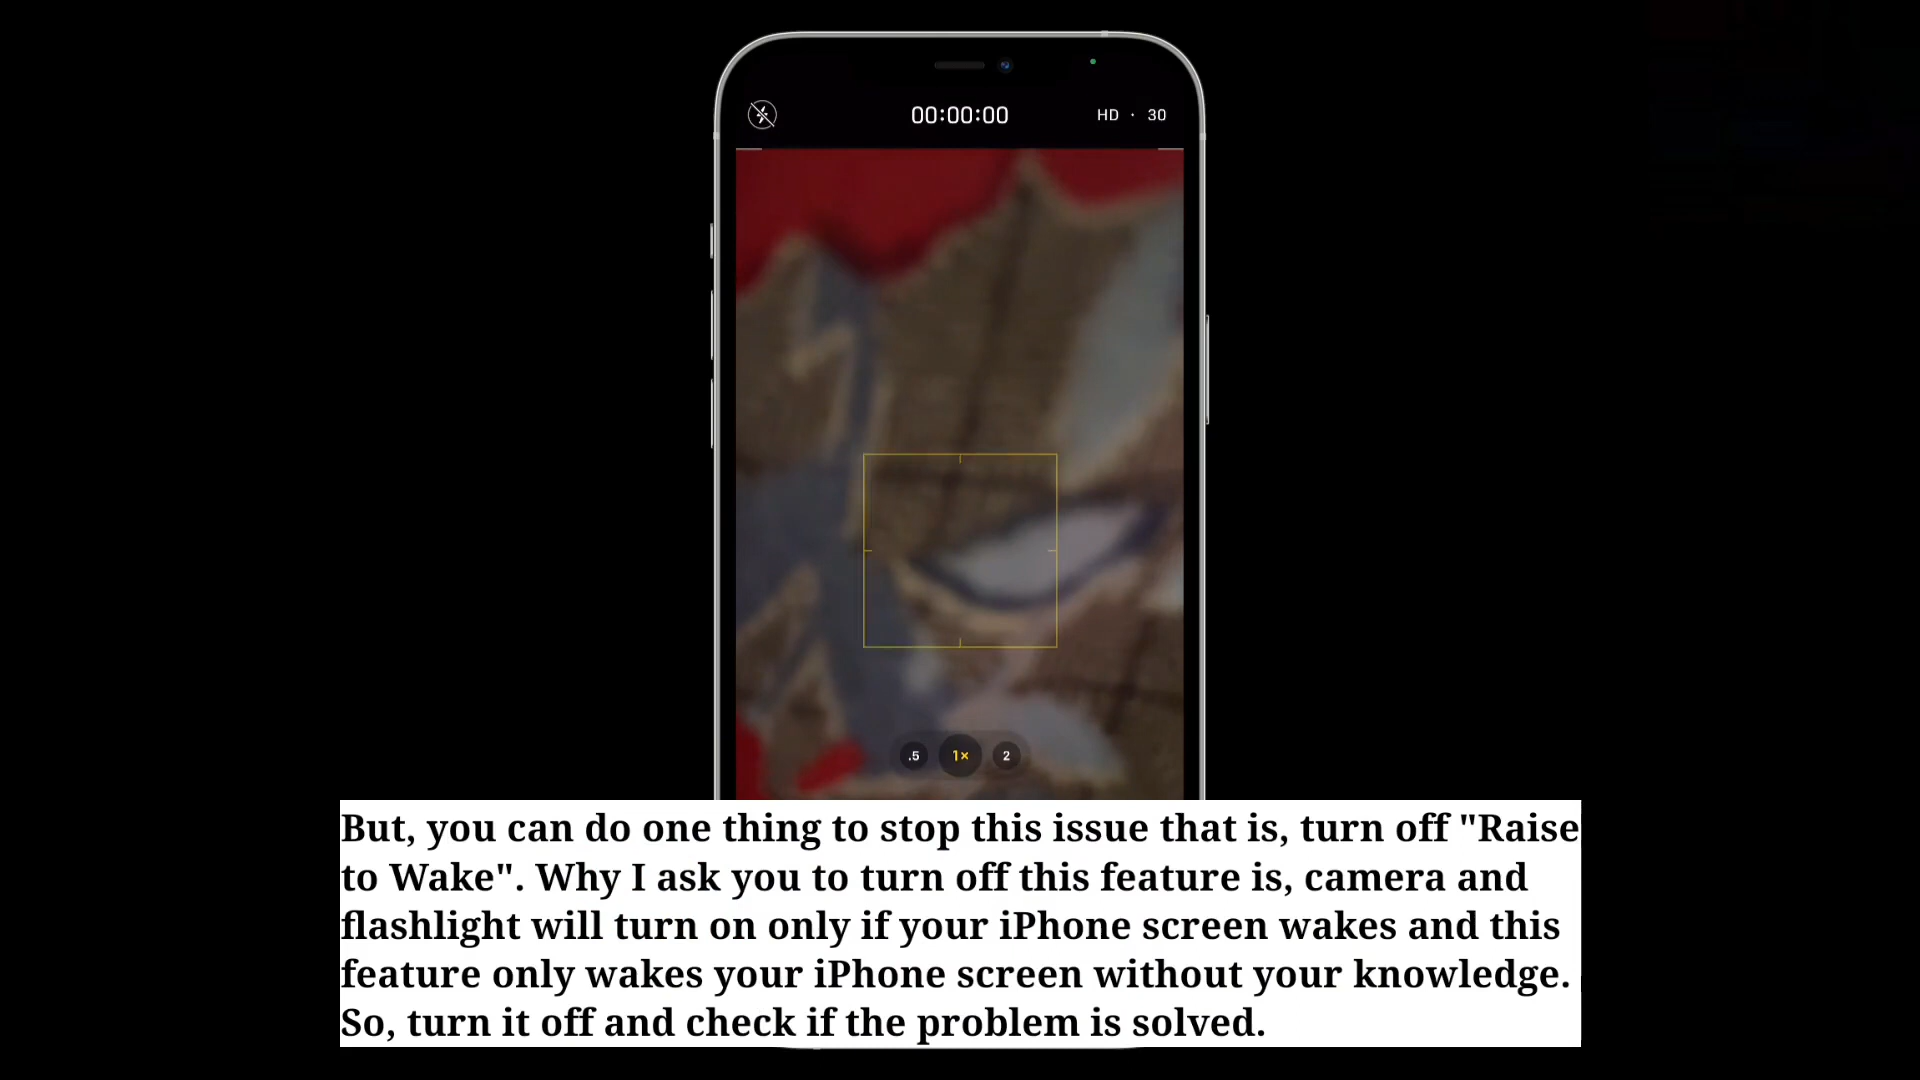 00:00:00
HD · 30
.5 1× 2
But, you can do one thing to stop this issue that is, turn off "Raise
to Wake". Why I ask you to turn off this feature is, camera and
flashlight will turn on only if your iPhone screen wakes and this
feature only wakes your iPhone screen without your knowledge.
So, turn it off and check if the problem is solved.